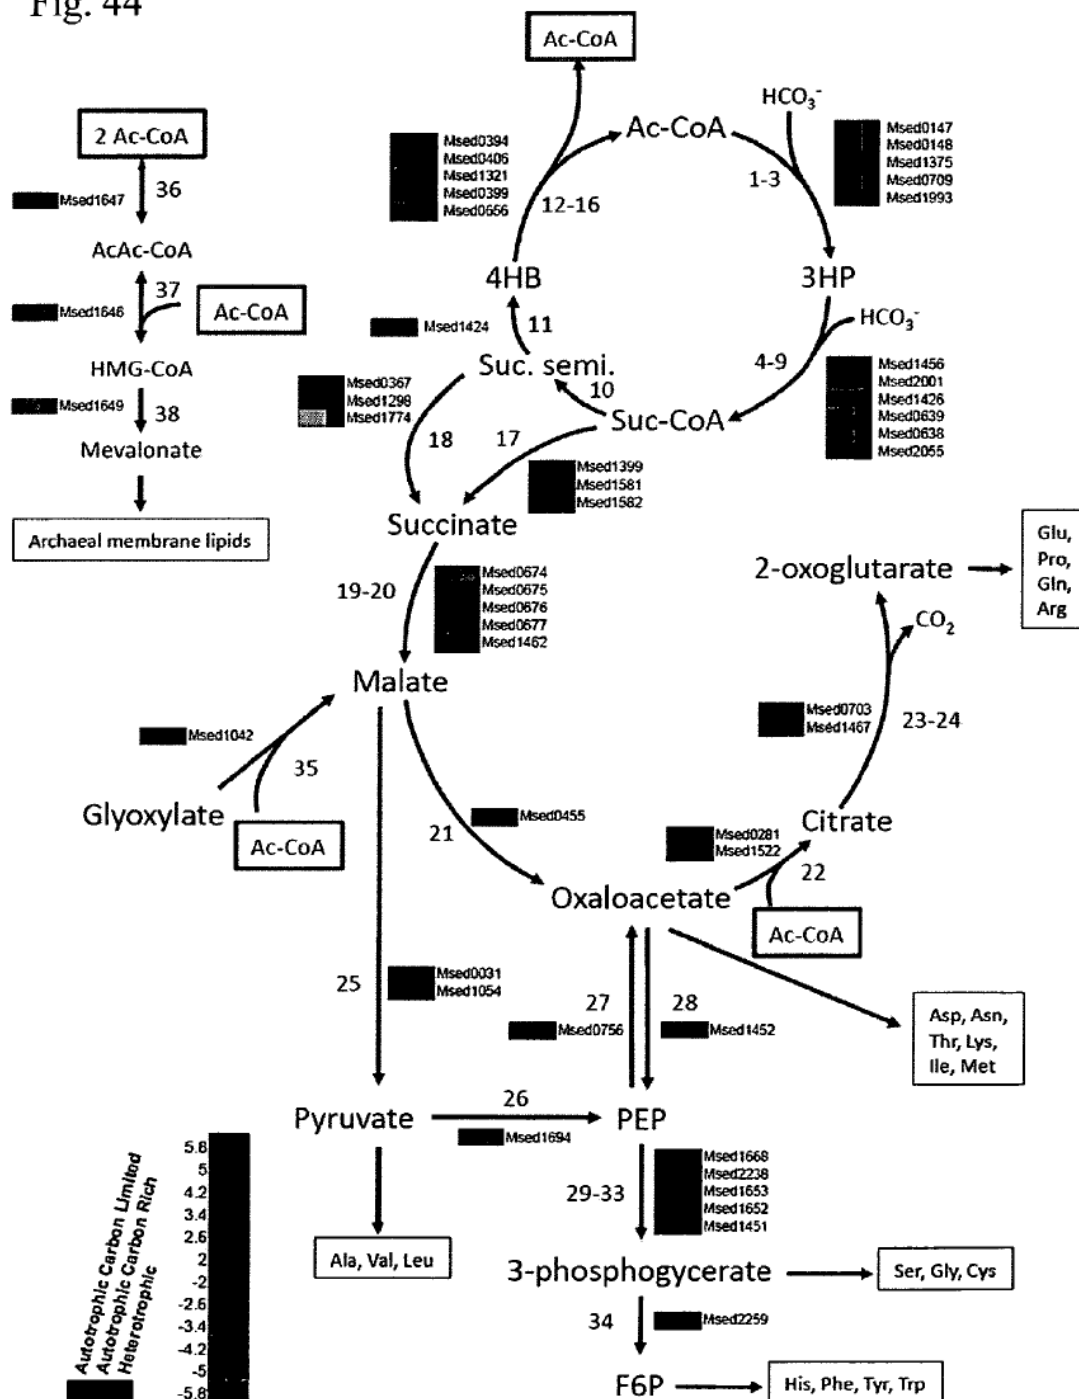 Fig. 44
Ac-CoA
2 Ac-CoA
36
Msed1647
AcAc-CoA
37
Msed1646
Ac-CoA
HMG-CoA
Msed1649
38
Mevalonate
Archaeal membrane lipids
Ac-CoA
HCO₃⁻
Msed0394
Msed0406
Msed1321
Msed0399
Msed0656
12-16
1-3
Msed0147
Msed0148
Msed1375
Msed0709
Msed1993
4HB
3HP
HCO₃⁻
Msed1424
11
Suc. semi.
10
Suc-CoA
4-9
Msed1456
Msed2001
Msed1426
Msed0639
Msed0638
Msed2055
Msed0367
Msed1298
Msed1774
18
17
Msed1399
Msed1581
Msed1582
Succinate
19-20
Msed0674
Msed0675
Msed0676
Msed0677
Msed1462
2-oxoglutarate
Glu,
Pro,
Gln,
Arg
CO₂
Malate
Msed0703
Msed1467
23-24
Msed1042
35
Glyoxylate
Ac-CoA
21
Msed0455
Msed0281
Msed1522
Citrate
22
Oxaloacetate
Ac-CoA
25
Msed0031
Msed1054
27
28
Msed0756
Msed1452
Asp, Asn,
Thr, Lys,
Ile, Met
Pyruvate
26
Msed1694
PEP
29-33
Msed1668
Msed2238
Msed1653
Msed1652
Msed1451
Ala, Val, Leu
3-phosphogycerate
Ser, Gly, Cys
34
Msed2259
F6P
His, Phe, Tyr, Trp
Autotrophic Carbon Limited
Autotrophic Carbon Rich
Heterotrophic
5.8
5
4.2
3.4
2.6
2
-2
-2.6
-3.4
-4.2
-5
-5.8